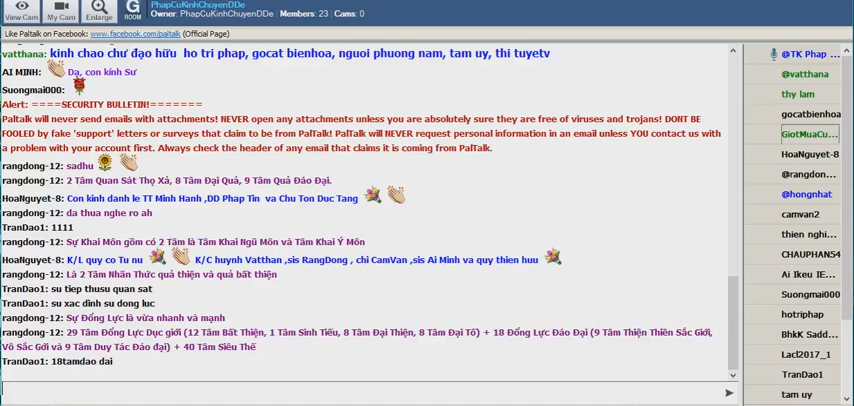 PhapCuKinhChuyenDDe
View Cam
My Cam
Enlarge
G
ROOM
Owner: PhapCuKinhChuyenDDe | Members: 23 | Cams: 0
Like Paltalk on Facebook: www.facebook.com/paltalk (Official Page)
vatthana: kinh chao chư đạo hữu ho tri phap, gocat bienhoa, nguoi phuong nam, tam uy, thi tuyetv
AI MINH: Dạ, con kính Sư
Suongmai000:
Alert: ====SECURITY BULLETIN!=======
Paltalk will never send emails with attachments! NEVER open any attachments unless you are absolutely sure they are free of viruses and trojans! DONT BE
FOOLED by fake 'support' letters or surveys that claim to be from PalTalk! PalTalk will NEVER request personal information in an email unless YOU contact us with
a problem with your account first. Always check the header of any email that claims it is coming from PalTalk.
rangdong-12: sadhu
rangdong-12: 2 Tâm Quan Sát Thọ Xả, 8 Tâm Đại Quả, 9 Tâm Quả Đáo Đại.
HoaNguyet-8: Con kinh danh le TT Minh Hanh ,DD Phap Tin va Chu Ton Duc Tang
rangdong-12: da thua nghe ro ah
TranDao1: 1111
rangdong-12: Sự Khai Môn gồm có 2 Tâm là Tâm Khai Ngũ Môn và Tâm Khai Ý Môn
HoaNguyet-8: K/L quy co Tu nu K/C huynh Vatthan ,sis RangDong , chi CamVan ,sis Ai Minh va quy thien huu
rangdong-12: Là 2 Tâm Nhãn Thức quả thiện và quả bất thiện
TranDao1: su tiep thusu quan sat
TranDao1: su xac dinh su dong luc
rangdong-12: Sự Đổng Lực là vừa nhanh và mạnh
rangdong-12: 29 Tâm Đổng Lực Dục giới (12 Tâm Bất Thiện, 1 Tâm Sinh Tiếu, 8 Tâm Đại Thiện, 8 Tâm Đại Tố) + 18 Đổng Lực Đáo Đại (9 Tâm Thiện Thiền Sắc Giới,
Vô Sắc Giới và 9 Tâm Duy Tác Đáo đại) + 40 Tâm Siêu Thế
TranDao1: 18tamdao dai
@TK Phap ...
@vatthana
thy lam
gocatbienhoa
GiotMuaCu...
HoaNguyet-8
@rangdon...
@hongnhat
camvan2
thien nghi...
CHAUPHAN54
Ai Ikeu IE...
Suongmai000
hotriphap
BhkK Sadd...
Lacl2017_1
TranDao1
tam uy